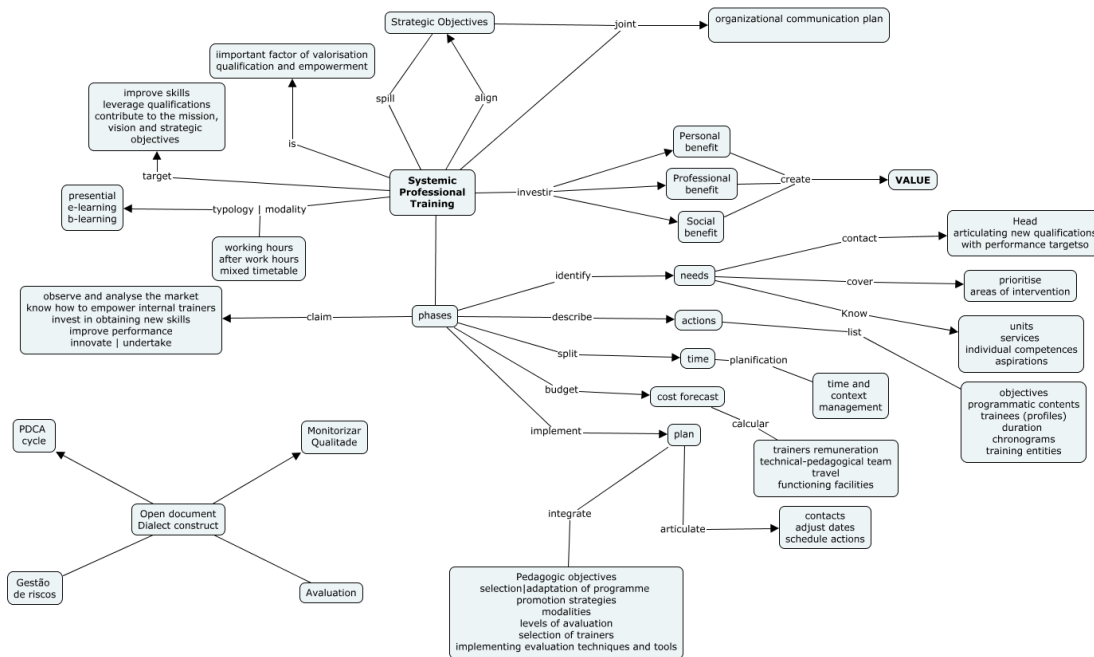 Strategic Objectives
joint
organizational communication plan
iimportant factor of valorisation
qualification and empowerment
spill
align
improve skills
leverage qualifications
contribute to the mission,
vision and strategic
objectives
is
target
Systemic
Professional
Training
Personal
benefit
investir
Professional
benefit
create
VALUE
Social
benefit
presential
e-learning
b-learning
typology | modality
working hours
after work hours
mixed timetable
contact
Head
articulating new qualifications
with performance targetso
identify
needs
cover
prioritise
areas of intervention
Know
units
services
individual competences
aspirations
observe and analyse the market
know how to empower internal trainers
invest in obtaining new skills
improve performance
innovate | undertake
claim
phases
describe
actions
list
objectives
programmatic contents
trainees (profiles)
duration
chronograms
training entities
split
time
planification
time and
context
management
budget
cost forecast
calcular
trainers remuneration
technical-pedagogical team
travel
functioning facilities
implement
plan
integrate
articulate
contacts
adjust dates
schedule actions
Pedagogic objectives
selection|adaptation of programme
promotion strategies
modalities
levels of avaluation
selection of trainers
implementing evaluation techniques and tools
PDCA
cycle
Monitorizar
Qualitade
Open document
Dialect construct
Gestão
de riscos
Avaluation